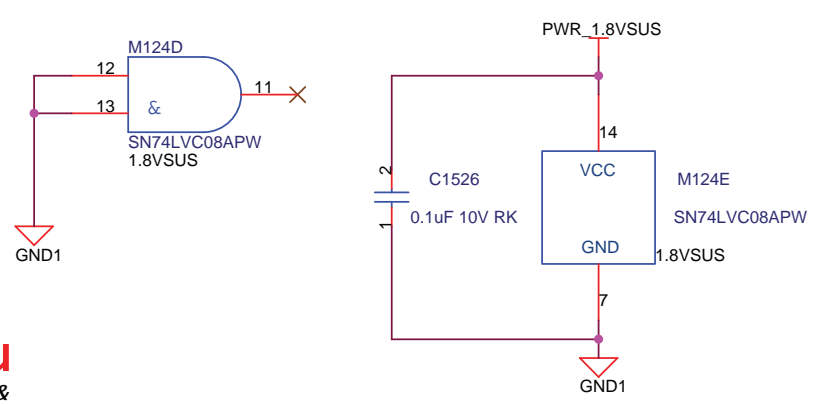 M124D
12
11
13
&
SN74LVC08APW
1.8VSUS
GND1
PWR_1.8VSUS
14
VCC
2
C1526
M124E
0.1uF 10V RK
SN74LVC08APW
1
GND
1.8VSUS
7
GND1
u
&